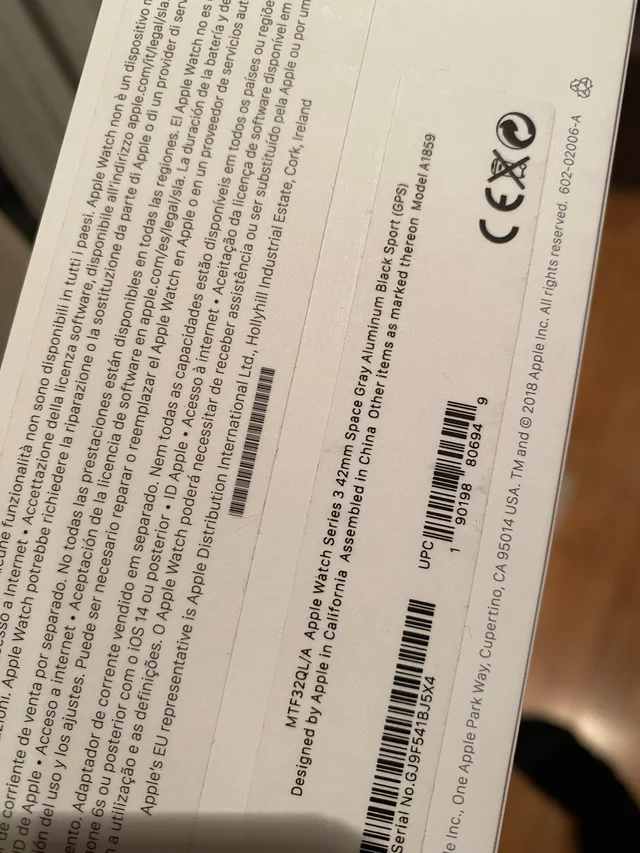 alcune funzionalità non sono disponibili in tutti i paesi. Apple Watch non è un dispositivo
Accesso a Internet • Accettazione della licenza software, disponibile all'indirizzo apple.com/it/legal/sla.
Apple Watch potrebbe richiedere la riparazione o la sostituzione da parte di Apple o di un provider di
de corriente de venta por separado. No todas las prestaciones están disponibles en todas las regiones. El Apple Watch no es
ID de Apple • Acceso a internet • Aceptación de la licencia de software en apple.com/es/legal/sla. La duración de la batería y
del uso y los ajustes. Puede ser necesario reparar o reemplazar el Apple Watch en Apple o en un proveedor de servicios
Adaptador de corrente vendido em separado. Nem todas as capacidades estão disponíveis em todos os países ou
6s ou posterior com o iOS 14 ou posterior • ID Apple • Acesso à internet • Aceitação da licença de software disponível em
a utilização e as definições. O Apple Watch poderá necessitar de receber assistência ou ser substituído pela Apple ou por um
Apple's EU representative is Apple Distribution International Ltd., Hollyhill Industrial Estate, Cork, Ireland
MTF32QL/A Apple Watch Series 3 42mm Space Gray Aluminum Black Sport (GPS)
Designed by Apple in California Assembled in China Other items as marked thereon Model A1859
Serial No.GJ9F541BJ5X4
UPC
1 90198 80694 9
CE
Inc., One Apple Park Way, Cupertino, CA 95014 USA. TM and © 2018 Apple Inc. All rights reserved. 602-02006-A